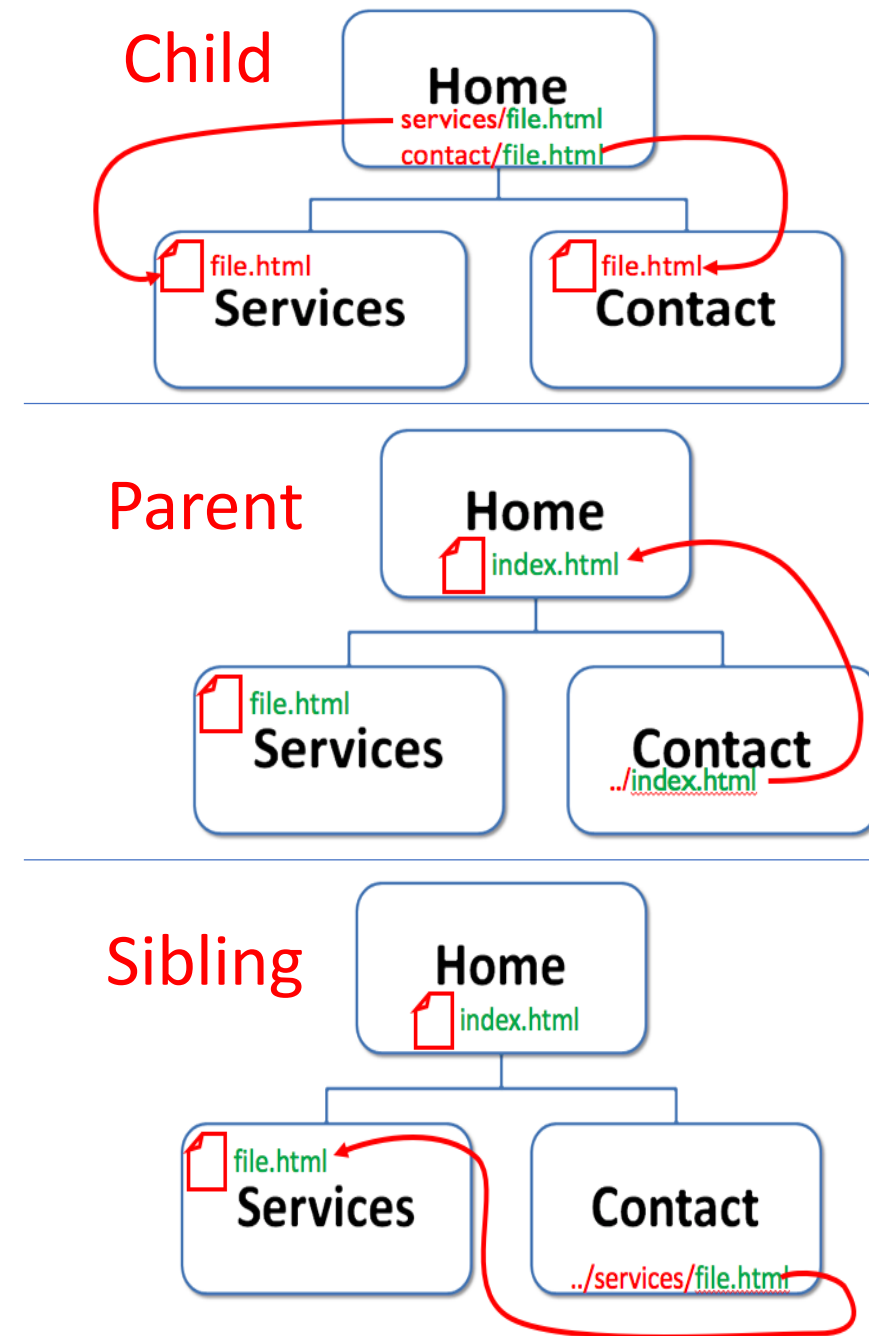 Child
Home
services/file.html
contact/file.html
file.html
Services
file.html
Contact
Parent
Home
index.html
file.html
Services
Contact
../index.html
Sibling
Home
index.html
file.html
Services
Contact
../services/file.html